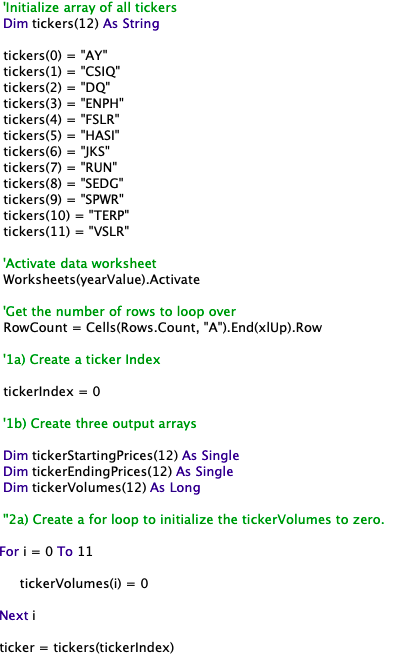 'Initialize array of all tickers
Dim tickers(12) As String
tickers(0) = "AY"
tickers(1) = "CSIQ"
tickers(2) = "DQ"
tickers(3) = "ENPH"
tickers(4) = "FSLR"
tickers(5) = "HASI"
tickers(6) = "JKS"
tickers(7) = "RUN"
tickers(8) = "SEDG"
tickers(9) = "SPWR"
tickers(10) = "TERP"
tickers(11) = "VSLR"
'Activate data worksheet
Worksheets(yearValue).Activate
'Get the number of rows to loop over
RowCount = Cells(Rows.Count, "A").End(xlUp).Row
'1a) Create a ticker Index
tickerIndex = 0
'1b) Create three output arrays
Dim tickerStartingPrices(12) As Single
Dim tickerEndingPrices(12) As Single
Dim tickerVolumes(12) As Long
''2a) Create a for loop to initialize the tickerVolumes to zero.
For i = 0 To 11
tickerVolumes(i) = 0
Next i
ticker = tickers(tickerIndex)